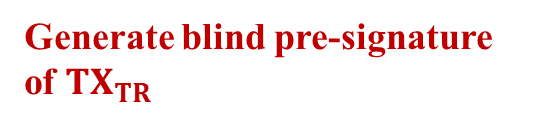 Generate blind pre-signature
of TX_TR